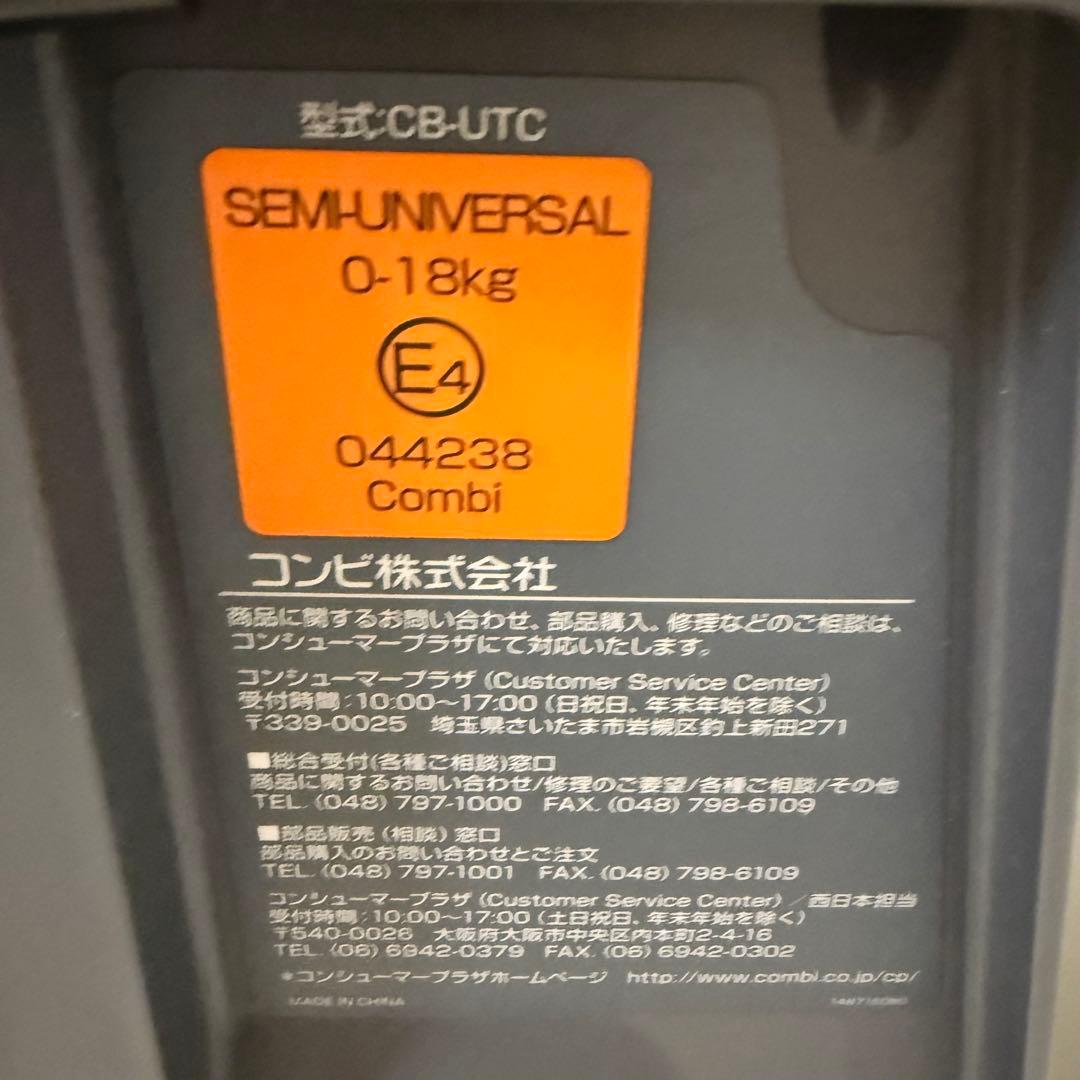 型式:CB-UTC
SEMI-UNIVERSAL
0-18kg
E4
044238
Combi
コンビ株式会社
商品に関するお問い合わせ、部品購入、修理などのご相談は、
コンシューマープラザにて対応いたします。
コンシューマープラザ (Customer Service Center)
受付時間:10:00〜17:00 (日祝日、年末年始を除く)
〒339-0025 埼玉県さいたま市岩槻区釣上新田271
■総合受付(各種ご相談)窓口
商品に関するお問い合わせ/修理のご要望/各種ご相談/その他
TEL. (048) 797-1000 FAX. (048) 798-6109
■部品販売 (相談) 窓口
部品購入のお問い合わせとご注文
TEL. (048) 797-1001 FAX. (048) 798-6109
コンシューマープラザ (Customer Service Center) / 西日本担当
受付時間:10:00〜17:00 (土日祝日、年末年始を除く)
〒540-0026 大阪府大阪市中央区内本町2-4-16
TEL. (06) 6942-0379 FAX. (06) 6942-0302
*コンシューマープラザホームページ http://www.combi.co.jp/cp/
MADE IN CHINA